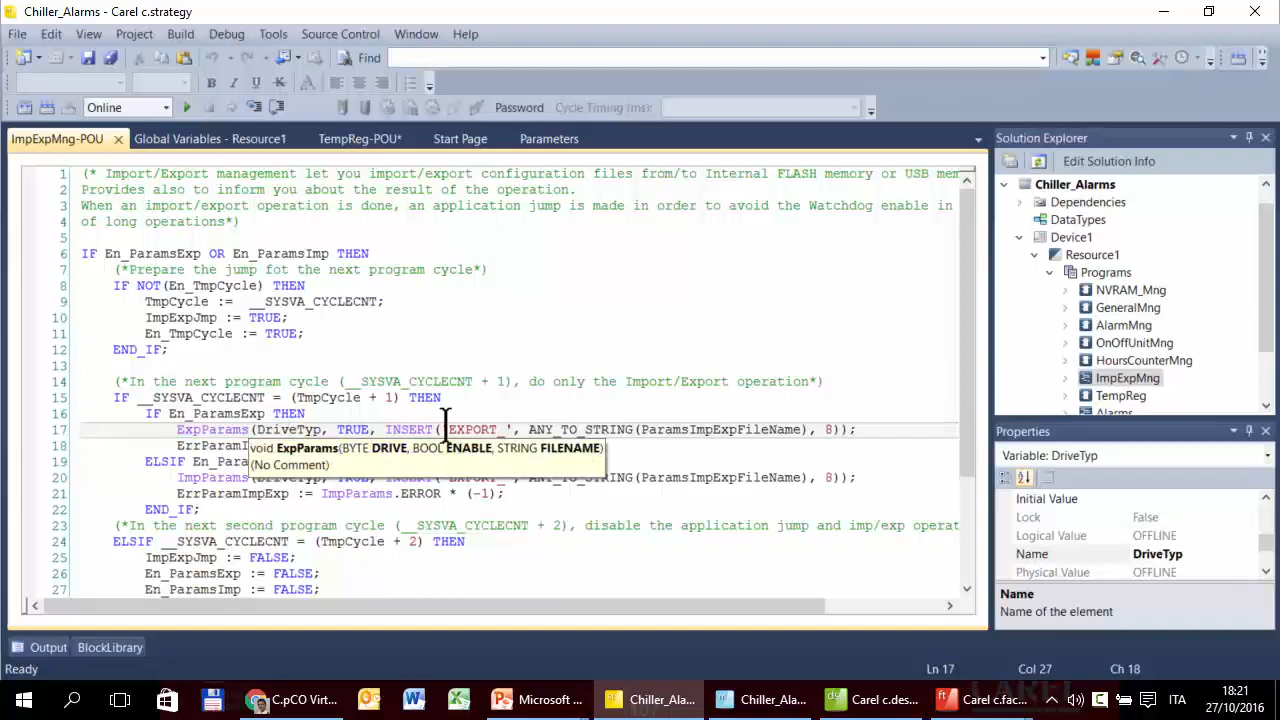 Chiller_Alarms - Carel c.strategy
File Edit View Project Build Debug Tools Source Control Window Help
Find
Online Password Cycle Timing (ms):
ImpExpMng-POU Global Variables - Resource1 TempReg-POU* Start Page Parameters
1 (* Import/Export management let you import/export configuration files from/to Internal FLASH memory or USB mem
2 Provides also to inform you about the result of the operation.
3 When an import/export operation is done, an application jump is made in order to avoid the Watchdog enable in
4 of long operations*)
5
6 IF En_ParamsExp OR En_ParamsImp THEN
7 (*Prepare the jump fot the next program cycle*)
8 IF NOT(En_TmpCycle) THEN
9 TmpCycle := __SYSVA_CYCLECNT;
10 ImpExpJmp := TRUE;
11 En_TmpCycle := TRUE;
12 END_IF;
13
14 (*In the next program cycle (__SYSVA_CYCLECNT + 1), do only the Import/Export operation*)
15 IF __SYSVA_CYCLECNT = (TmpCycle + 1) THEN
16 IF En_ParamsExp THEN
17 ExpParams(DriveTyp, TRUE, INSERT('EXPORT_', ANY_TO_STRING(ParamsImpExpFileName), 8));
18 ErrParamI
void ExpParams(BYTE DRIVE, BOOL ENABLE, STRING FILENAME)
19 ELSIF En_Para
(No Comment)
20 ImpParams(DriveTyp, TRUE, INSERT('EXPORT_', ANY_TO_STRING(ParamsImpExpFileName), 8));
21 ErrParamImpExp := ImpParams.ERROR * (-1);
22 END_IF;
23 (*In the next second program cycle (__SYSVA_CYCLECNT + 2), disable the application jump and imp/exp operat
24 ELSIF __SYSVA_CYCLECNT = (TmpCycle + 2) THEN
25 ImpExpJmp := FALSE;
26 En_ParamsExp := FALSE;
27 En_ParamsImp := FALSE;
Solution Explorer
Edit Solution Info
Chiller_Alarms
Dependencies
DataTypes
Device1
Resource1
Programs
NVRAM_Mng
GeneralMng
AlarmMng
OnOffUnitMng
HoursCounterMng
ImpExpMng
TempReg
Alarms
Properties
Variable: DriveTyp
Initial Value
Lock False
Logical Value OFFLINE
Name DriveTyp
Physical Value OFFLINE
Name
Name of the element
Output BlockLibrary
Ready Ln 17 Col 27 Ch 18
C.pCO Virt... Microsoft ... Chiller_Ala... Chiller_Ala... Carel c.des... Carel c.fac... ITA
18:21
27/10/2016